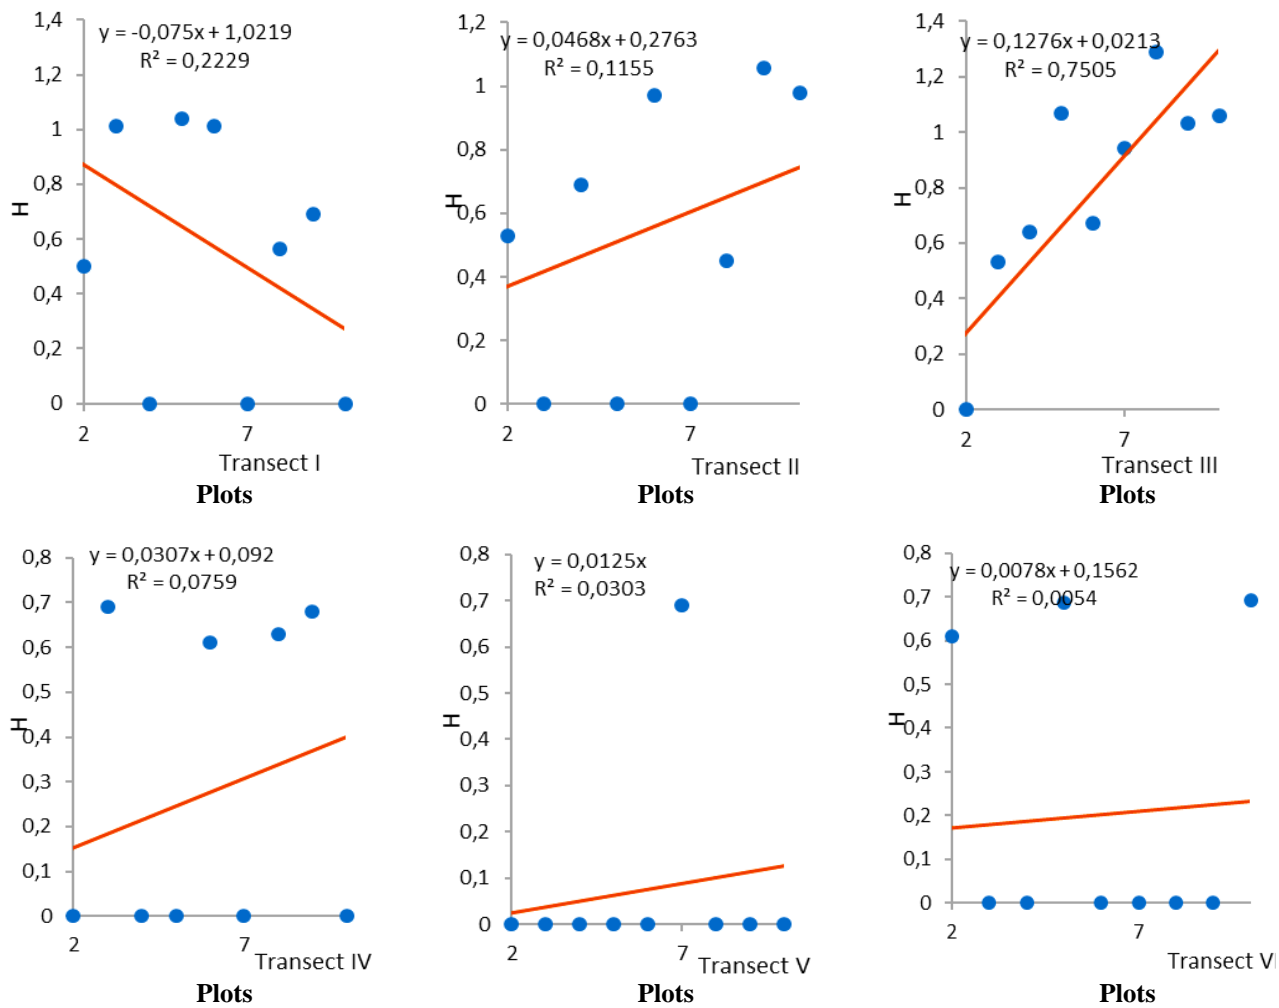 y = -0,075x + 1,0219
R² = 0,2229
1,4
1,2
1
0,8
0,6
0,4
0,2
0
H
2
7
Transect I
Plots
y = 0,0468x + 0,2763
R² = 0,1155
1,2
1
0,8
0,6
0,4
0,2
0
H
2
7
Transect II
Plots
y = 0,1276x + 0,0213
R² = 0,7505
1,4
1,2
1
0,8
0,6
0,4
0,2
0
H
2
7
Transect III
Plots
y = 0,0307x + 0,092
R² = 0,0759
0,8
0,7
0,6
0,5
0,4
0,3
0,2
0,1
0
H
2
7
Transect IV
Plots
y = 0,0125x
R² = 0,0303
0,8
0,7
0,6
0,5
0,4
0,3
0,2
0,1
0
H
2
7
Transect V
Plots
y = 0,0078x + 0,1562
R² = 0,0054
0,8
0,7
0,6
0,5
0,4
0,3
0,2
0,1
0
H
2
7
Transect VI
Plots